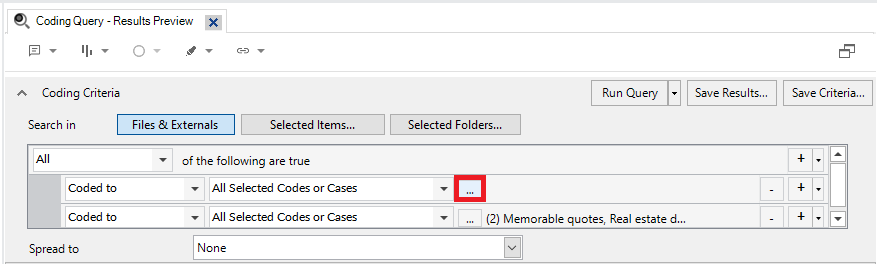 Coding Query - Results Preview
Coding Criteria
Run Query
Save Results...
Save Criteria...
Search in
Files & Externals
Selected Items...
Selected Folders...
All
of the following are true
+
Coded to
All Selected Codes or Cases
...
-
+
Coded to
All Selected Codes or Cases
...
(2) Memorable quotes, Real estate d...
-
+
Spread to
None